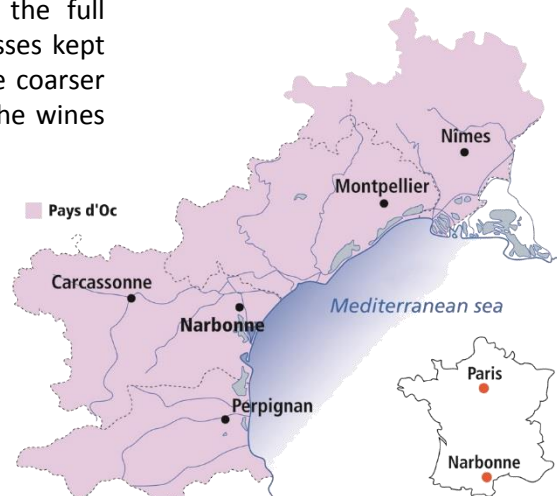 the full
sses kept
e coarser
he wines
Nîmes
Montpellier
Pays d'Oc
Carcassonne
Mediterranean sea
Narbonne
Paris
Perpignan
Narbonne